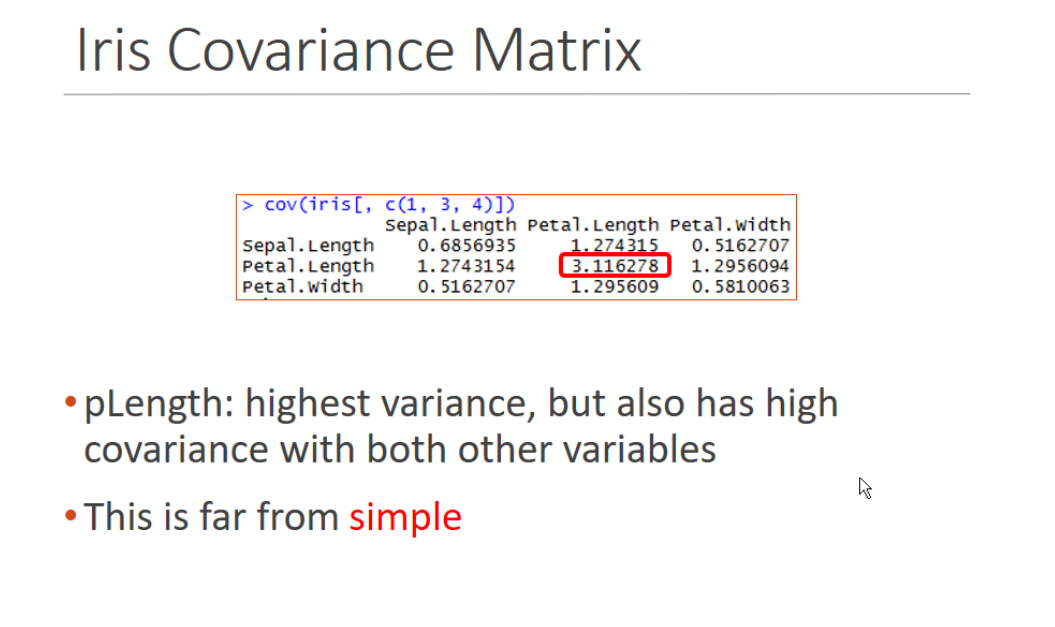 Iris Covariance Matrix
> cov(iris[, c(1, 3, 4)])
Sepal.Length Petal.Length Petal.Width
Sepal.Length 0.6856935 1.274315 0.5162707
Petal.Length 1.2743154 3.116278 1.2956094
Petal.Width 0.5162707 1.295609 0.5810063
•pLength: highest variance, but also has high
covariance with both other variables
•This is far from simple